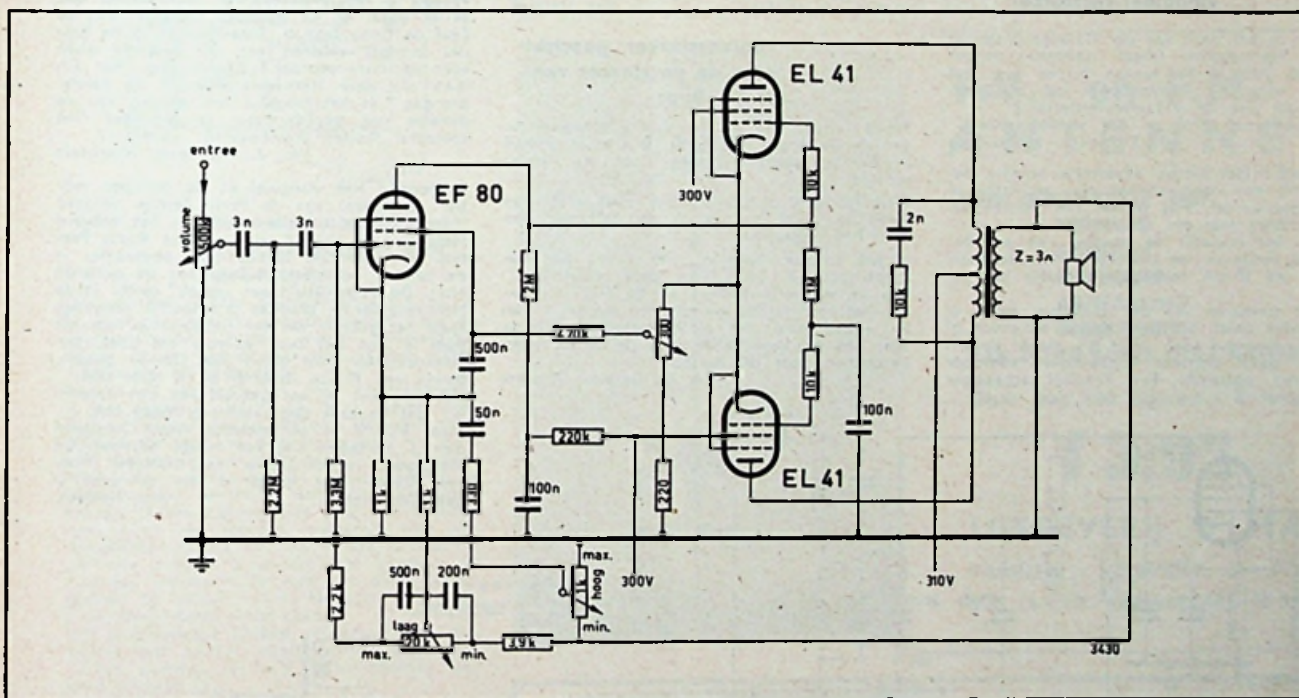 entree
volume
500k
3n
3n
EF 80
EL 41
300V
10k
2M
1M
2n
10k
Z=3Ω
470k
500n
50n
10k
220k
100n
100n
EL 41
2.2M
3.3M
1k
1k
330
220
300V
310V
2.2k
500n
200n
laag
20k
max.
min.
3.9k
max.
1k
hoog
min.
3430